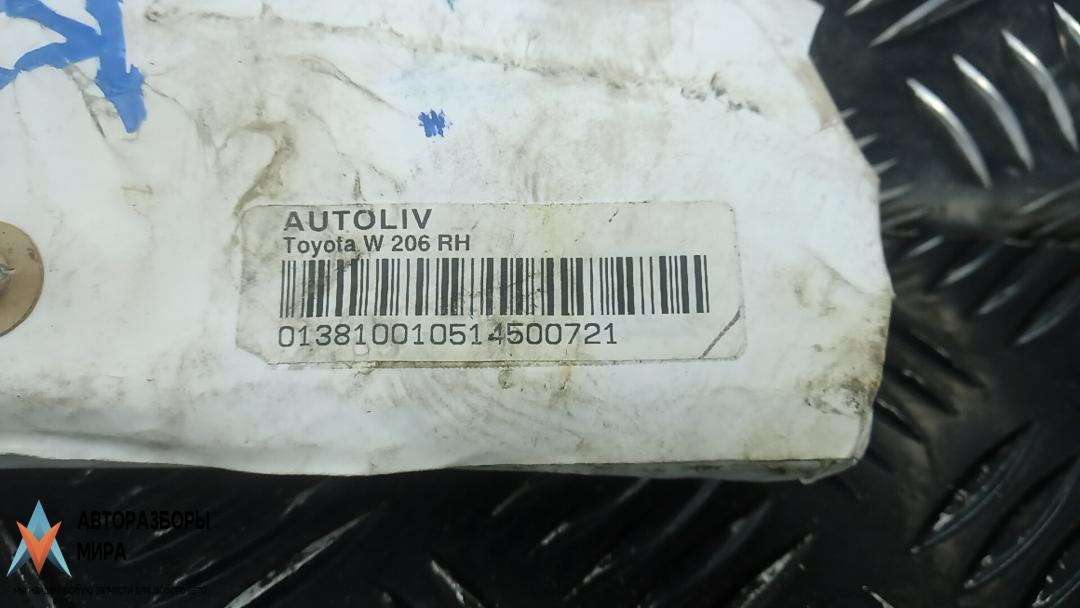 AUTOLIV
Toyota W 206 RH
013810010514500721
АВТОРАЗБОРЫ
МИРА